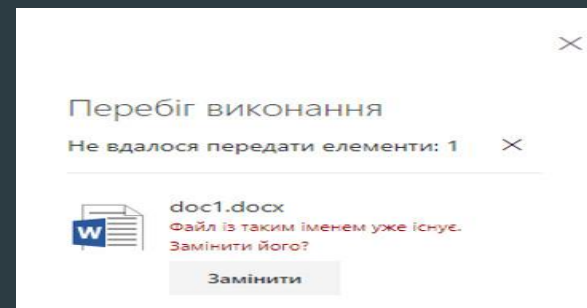 Перебіг виконання
Не вдалося передати елементи: 1
doc1.docx
Файл із таким іменем уже існує.
Замінити його?
Замінити